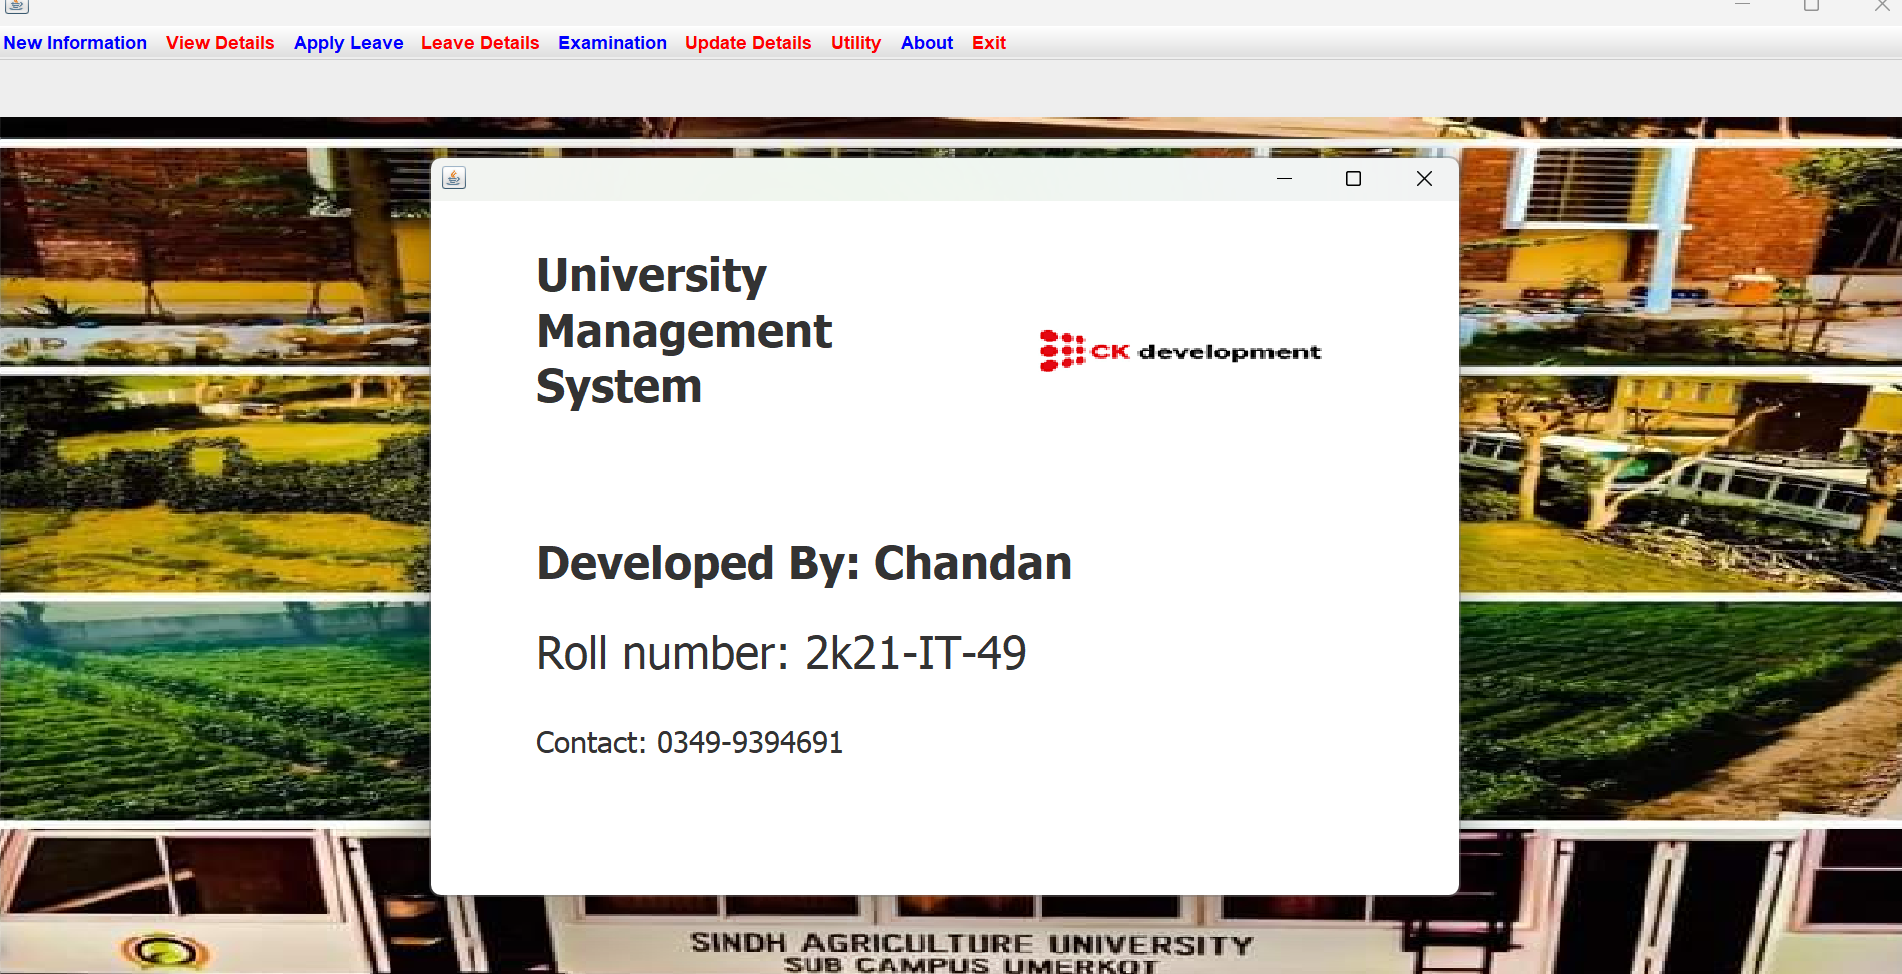 New Information View Details Apply Leave Leave Details Examination Update Details Utility About Exit
University
Management
System
CK development
Developed By: Chandan
Roll number: 2k21-IT-49
Contact: 0349-9394691
SINDH AGRICULTURE UNIVERSITY
SUB CAMPUS UMERKOT